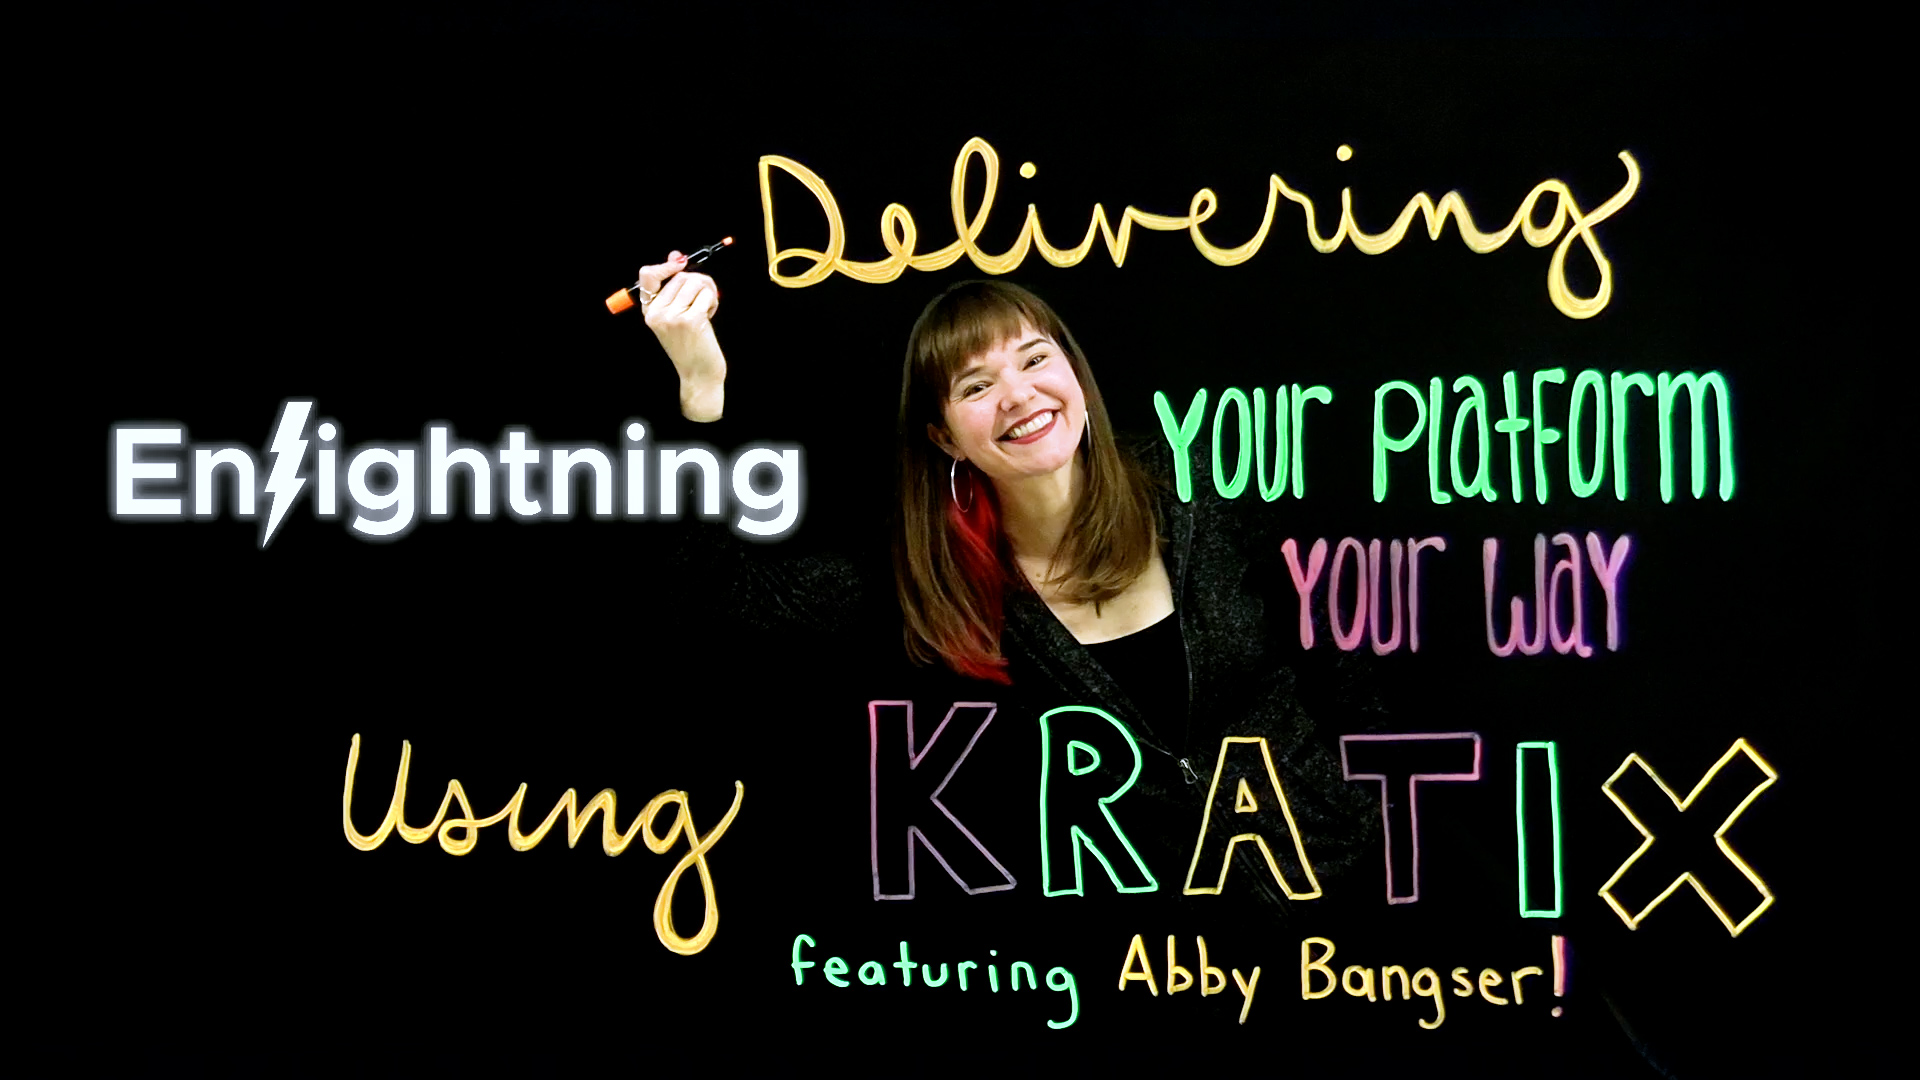 Delivering
Enlightning
Your Platform
Your Way
Using KRATIX
featuring Abby Bangser!